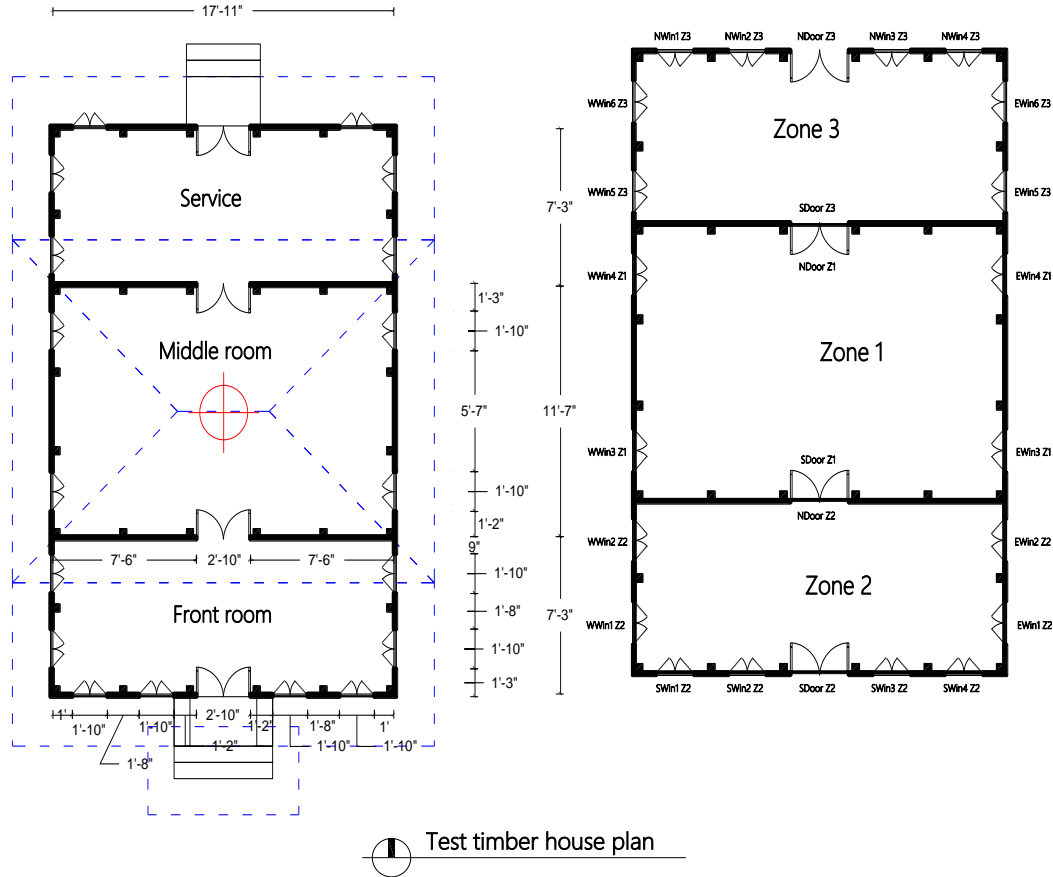 17'-11"
Service
Middle room
Front room
7'-6"
2'-10"
7'-6"
1'
1'-10"
1'-8"
1'-10"
2'-10"
1'-2"
1'-2"
1'-8"
1'-10"
1'-10"
1'
1'-3"
1'-10"
5'-7"
1'-10"
1'-2"
9"
1'-10"
1'-8"
1'-10"
1'-3"
7'-3"
11'-7"
7'-3"
NWin1 Z3
NWin2 Z3
NDoor Z3
NWin3 Z3
NWin4 Z3
WWin6 Z3
Zone 3
EWin6 Z3
WWin5 Z3
SDoor Z3
EWin5 Z3
WWin4 Z1
NDoor Z1
EWin4 Z1
Zone 1
WWin3 Z1
SDoor Z1
EWin3 Z1
NDoor Z2
WWin2 Z2
EWin2 Z2
Zone 2
WWin1 Z2
EWin1 Z2
SWin1 Z2
SWin2 Z2
SDoor Z2
SWin3 Z2
SWin4 Z2
Test timber house plan